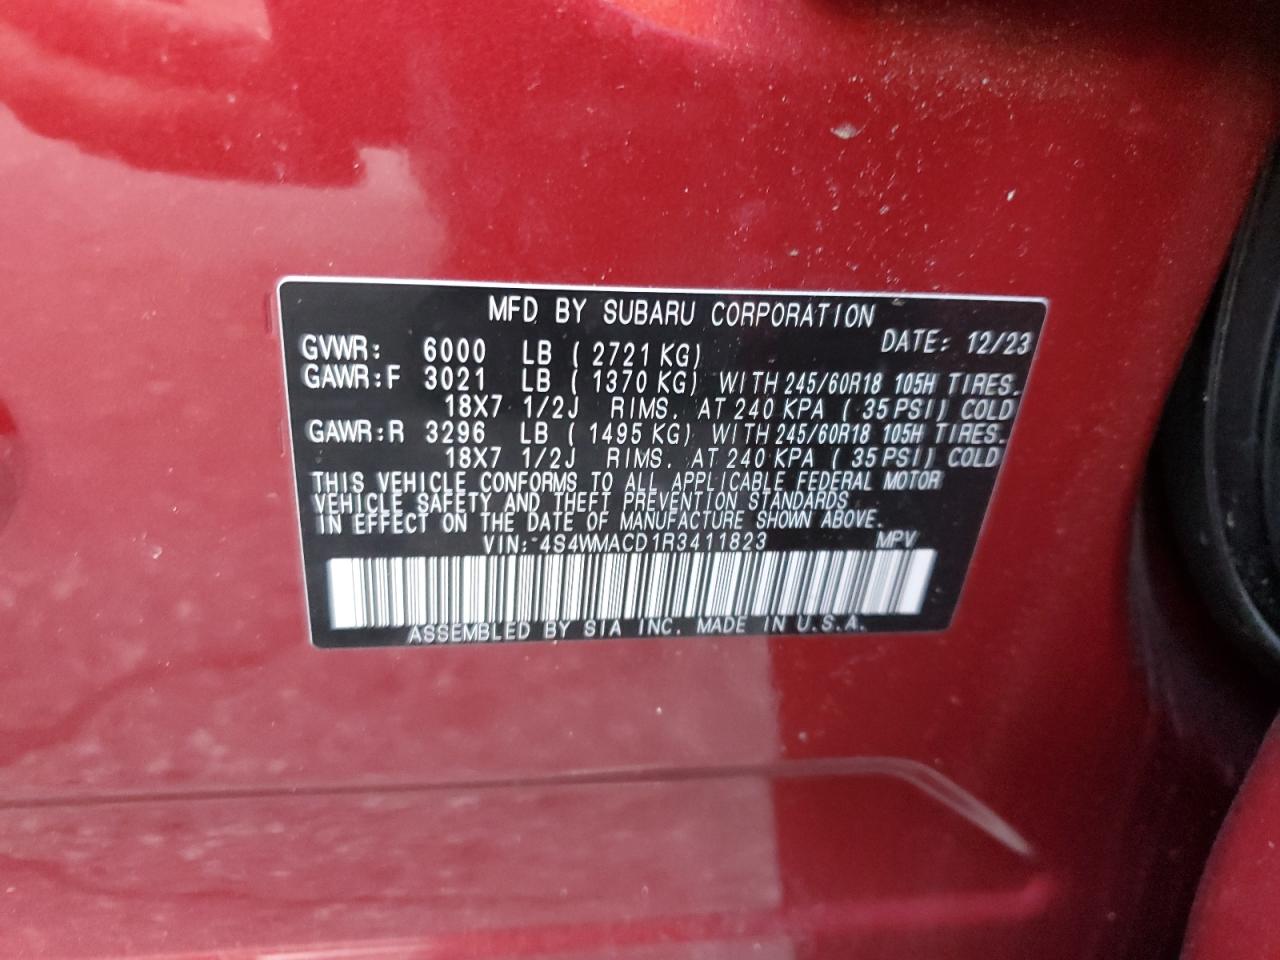 MFD BY SUBARU CORPORATION
DATE: 12/23
GVWR: 6000 LB ( 2721 KG)
GAWR:F 3021 LB ( 1370 KG) WITH 245/60R18 105H TIRES.
18X7 1/2J RIMS. AT 240 KPA ( 35 PSI) COLD
GAWR:R 3296 LB ( 1495 KG) WITH 245/60R18 105H TIRES.
18X7 1/2J RIMS. AT 240 KPA ( 35 PSI) COLD
THIS VEHICLE CONFORMS TO ALL APPLICABLE FEDERAL MOTOR
VEHICLE SAFETY AND THEFT PREVENTION STANDARDS
IN EFFECT ON THE DATE OF MANUFACTURE SHOWN ABOVE.
VIN: 4S4WMACD1R3411823 MPV
ASSEMBLED BY SIA INC. MADE IN U.S.A.